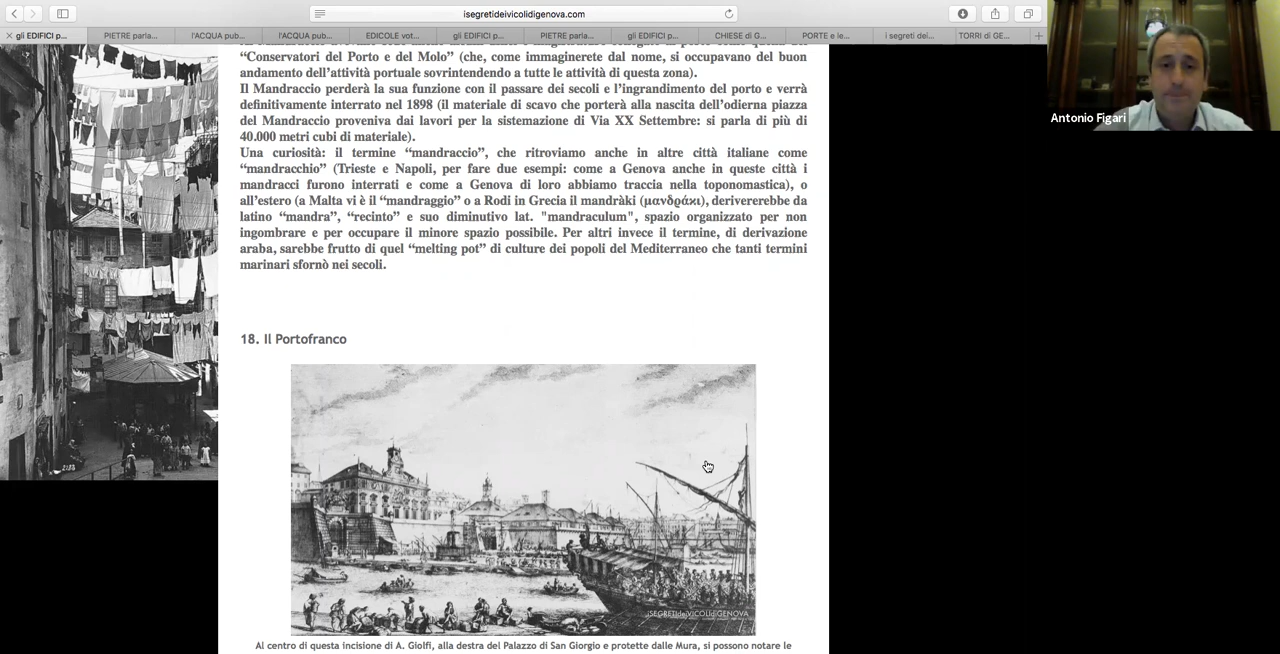 isegretideivicolidigenova.com
gli EDIFICI p...
PIETRE parla...
l'ACQUA pub...
l'ACQUA pub...
EDICOLE vot...
gli EDIFICI p...
PIETRE parla...
gli EDIFICI p...
CHIESE di G...
PORTE e le...
i segreti dei...
TORRI di GE...
Antonio Figari
“Conservatori del Porto e del Molo” (che, come immaginerete dal nome, si occupavano del buon
andamento dell’attività portuale sovrintendendo a tutte le attività di questa zona).
Il Mandraccio perderà la sua funzione con il passare dei secoli e l’ingrandimento del porto e verrà
definitivamente interrato nel 1898 (il materiale di scavo che porterà alla nascita dell’odierna piazza
del Mandraccio proveniva dai lavori per la sistemazione di Via XX Settembre: si parla di più di
40.000 metri cubi di materiale).
Una curiosità: il termine “mandraccio”, che ritroviamo anche in altre città italiane come
“mandracchio” (Trieste e Napoli, per fare due esempi: come a Genova anche in queste città i
mandracci furono interrati e come a Genova di loro abbiamo traccia nella toponomastica), o
all’estero (a Malta vi è il “mandraggio” o a Rodi in Grecia il mandràki (μανδράκι), derivererebbe da
latino “mandra”, “recinto” e suo diminutivo lat. "mandraculum", spazio organizzato per non
ingombrare e per occupare il minore spazio possibile. Per altri invece il termine, di derivazione
araba, sarebbe frutto di quel “melting pot” di culture dei popoli del Mediterraneo che tanti termini
marinari sfornò nei secoli.
18. Il Portofranco
iSEGRETIdeiVICOLIdiGENOVA
Al centro di questa incisione di A. Giolfi, alla destra del Palazzo di San Giorgio e protette dalle Mura, si possono notare le